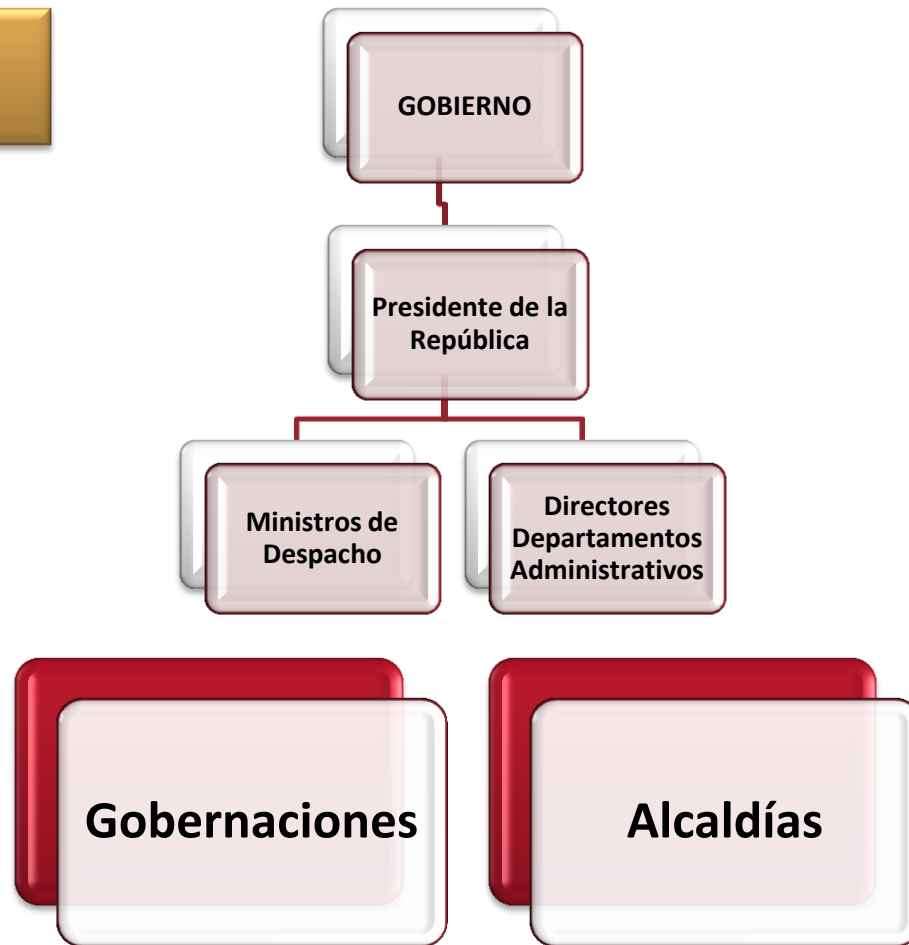 GOBIERNO
Presidente de la
República
Ministros de
Despacho
Directores
Departamentos
Administrativos
Gobernaciones
Alcaldías